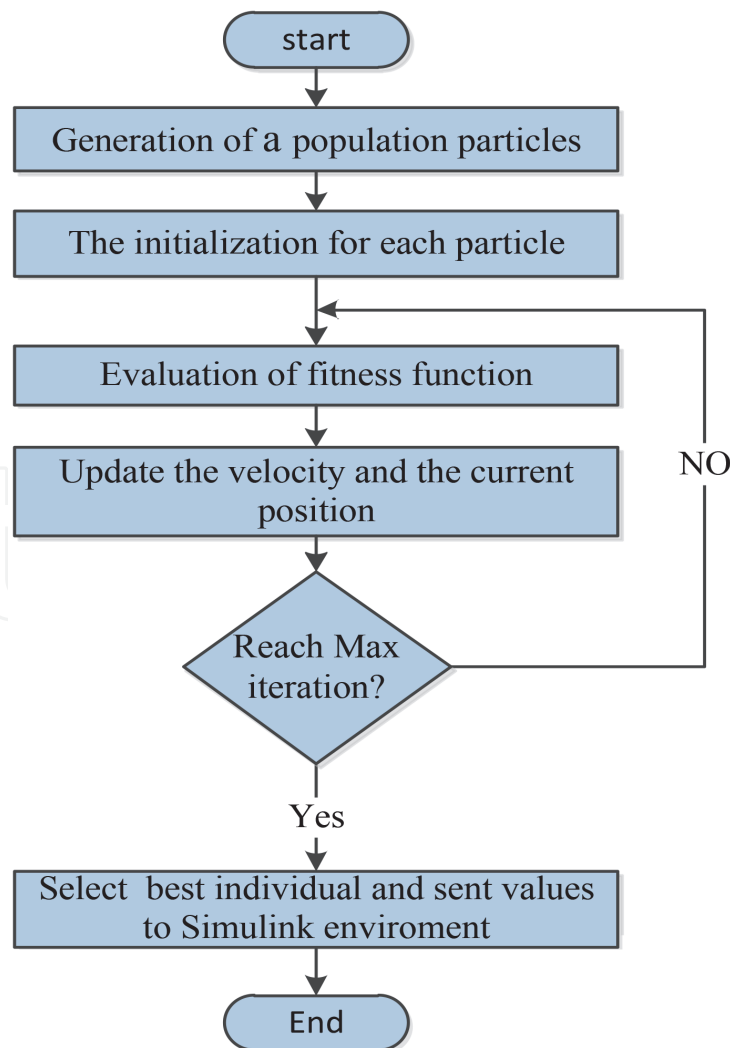 start
Generation of a population particles
The initialization for each particle
Evaluation of fitness function
Update the velocity and the current
position
NO
Reach Max
iteration?
Yes
Select best individual and sent values
to Simulink enviroment
End